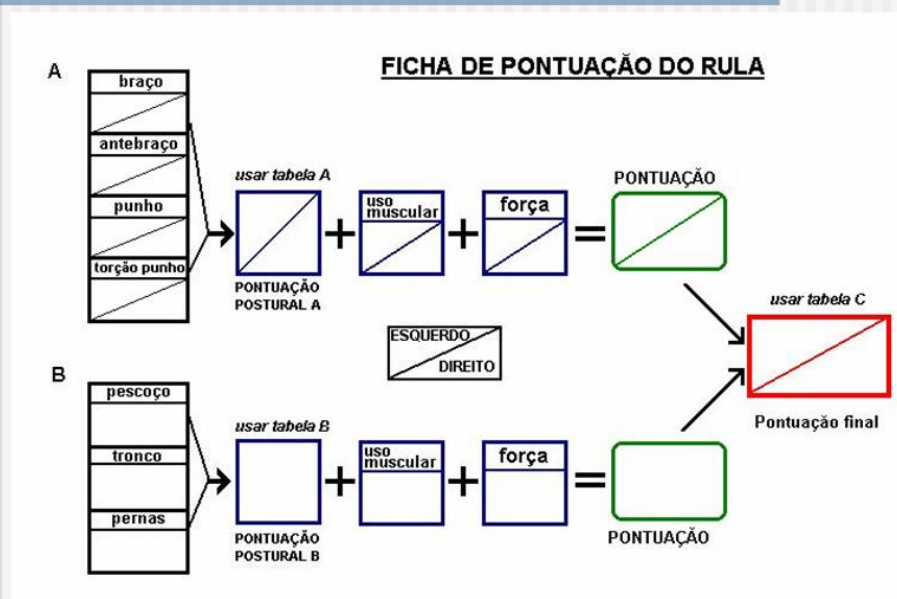 FICHA DE PONTUAÇÃO DO RULA
A
braço
antebraço
punho
torção punho
usar tabela A
PONTUAÇÃO
POSTURAL A
+
uso
muscular
+
força
=
PONTUAÇÃO
ESQUERDO
DIREITO
usar tabela C
Pontuação final
B
pescoço
tronco
pernas
usar tabela B
PONTUAÇÃO
POSTURAL B
+
uso
muscular
+
força
=
PONTUAÇÃO